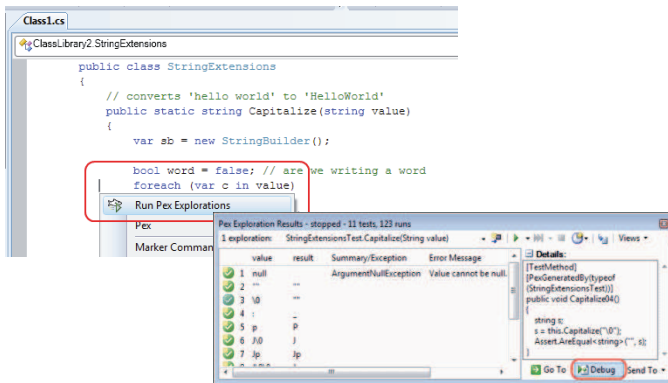 Class1.cs
ClassLibrary2.StringExtensions
public class StringExtensions
{
// converts 'hello world' to 'HelloWorld'
public static string Capitalize(string value)
{
var sb = new StringBuilder();
bool word = false; // are we writing a word
foreach (var c in value)
Run Pex Explorations
Pex
Marker Comman
Pex Exploration Results - stopped - 11 tests, 123 runs
1 exploration: StringExtensionsTest.Capitalize(String value) Views
value result Summary/Exception Error Message
1 null ArgumentNullException Value cannot be null.
2 "" ""
3 \0 ""
4 : _
5 p P
6 J\0 J
7 Jp Jp
Details:
[TestMethod]
[PexGeneratedBy(typeof
(StringExtensionsTest))]
public void Capitalize04()
{
string s;
s = this.Capitalize("\0");
Assert.AreEqual<string>("", s);
}
Go To Debug Send To